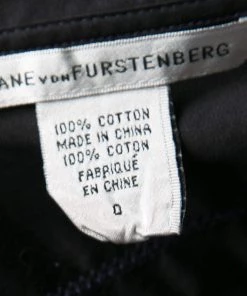 ANE VON FURSTENBERG
100% COTTON
MADE IN CHINA
100% COTON
FABRIQUÉ
EN CHINE
0